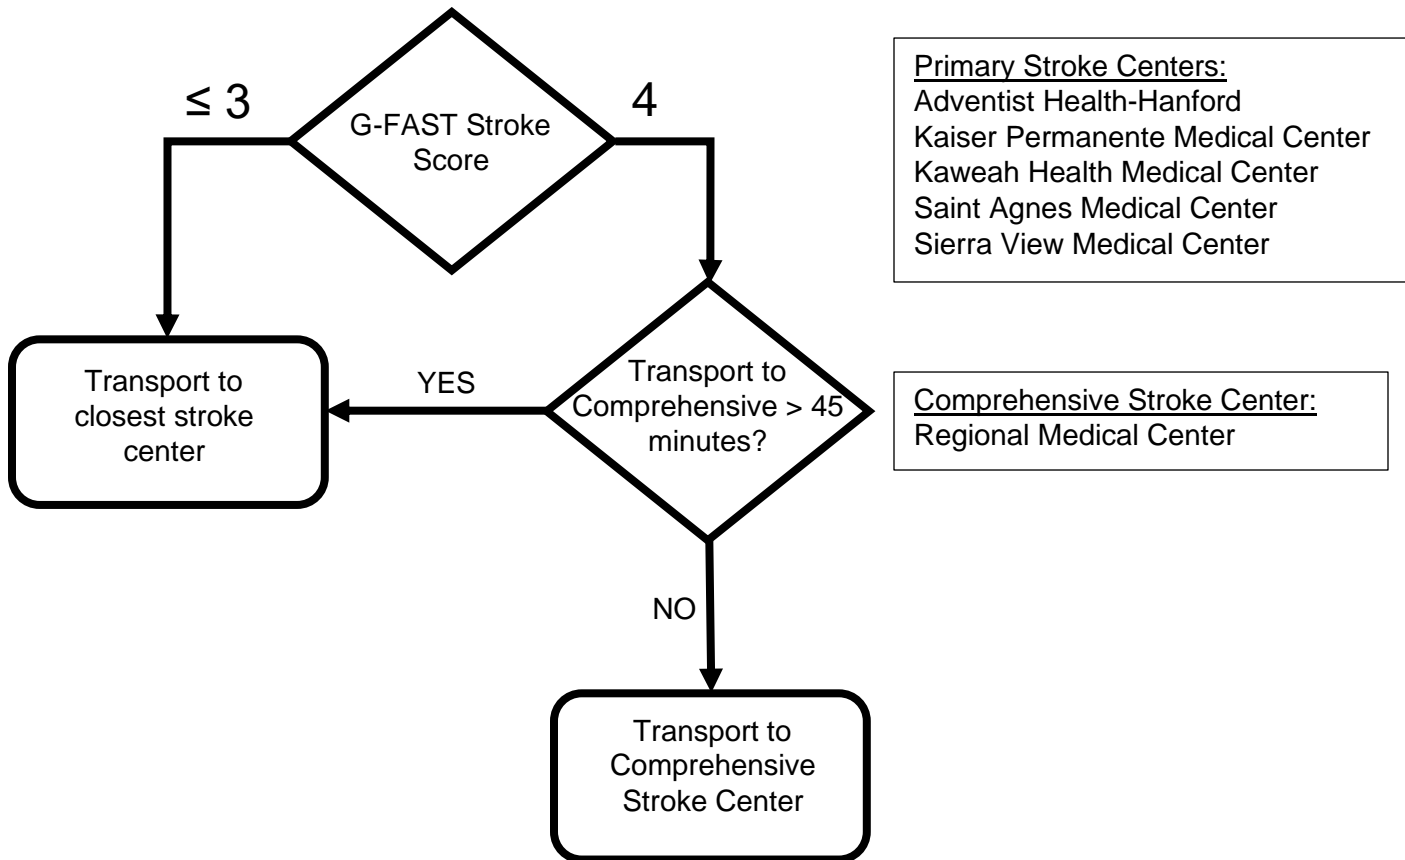 ≤ 3
G-FAST Stroke
Score
4
Primary Stroke Centers:
Adventist Health-Hanford
Kaiser Permanente Medical Center
Kaweah Health Medical Center
Saint Agnes Medical Center
Sierra View Medical Center
Transport to
closest stroke
center
YES
Transport to
Comprehensive > 45
minutes?
Comprehensive Stroke Center:
Regional Medical Center
NO
Transport to
Comprehensive
Stroke Center